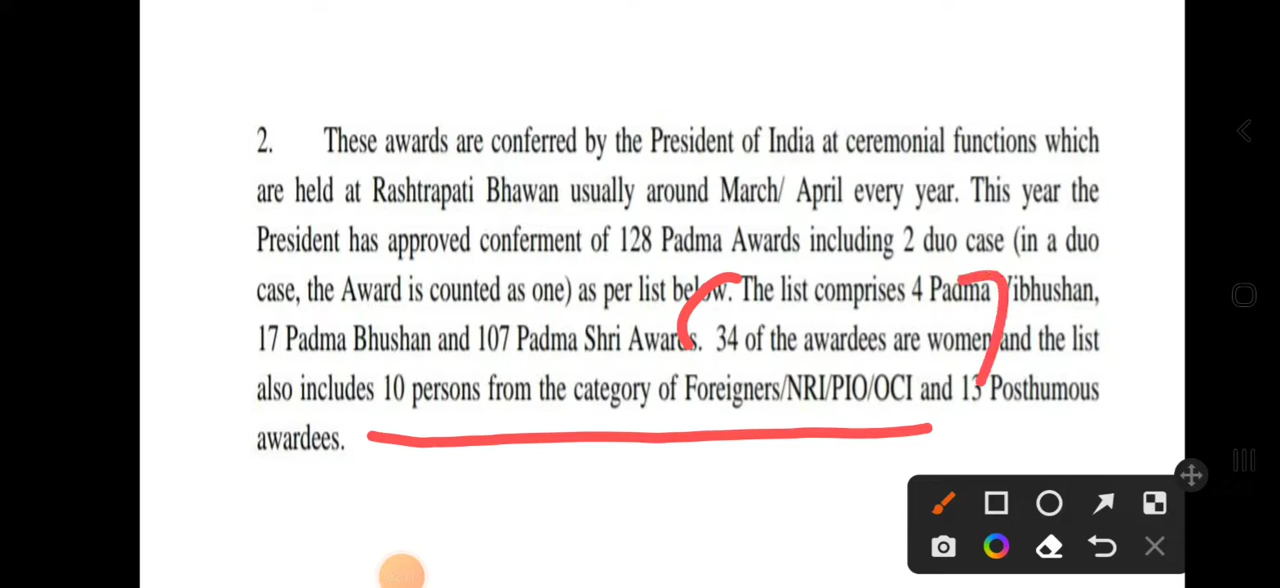 2. These awards are conferred by the President of India at ceremonial functions which
are held at Rashtrapati Bhawan usually around March/ April every year. This year the
President has approved conferment of 128 Padma Awards including 2 duo case (in a duo
case, the Award is counted as one) as per list below. The list comprises 4 Padma Vibhushan,
17 Padma Bhushan and 107 Padma Shri Awards. 34 of the awardees are women and the list
also includes 10 persons from the category of Foreigners/NRI/PIO/OCI and 13 Posthumous
awardees.